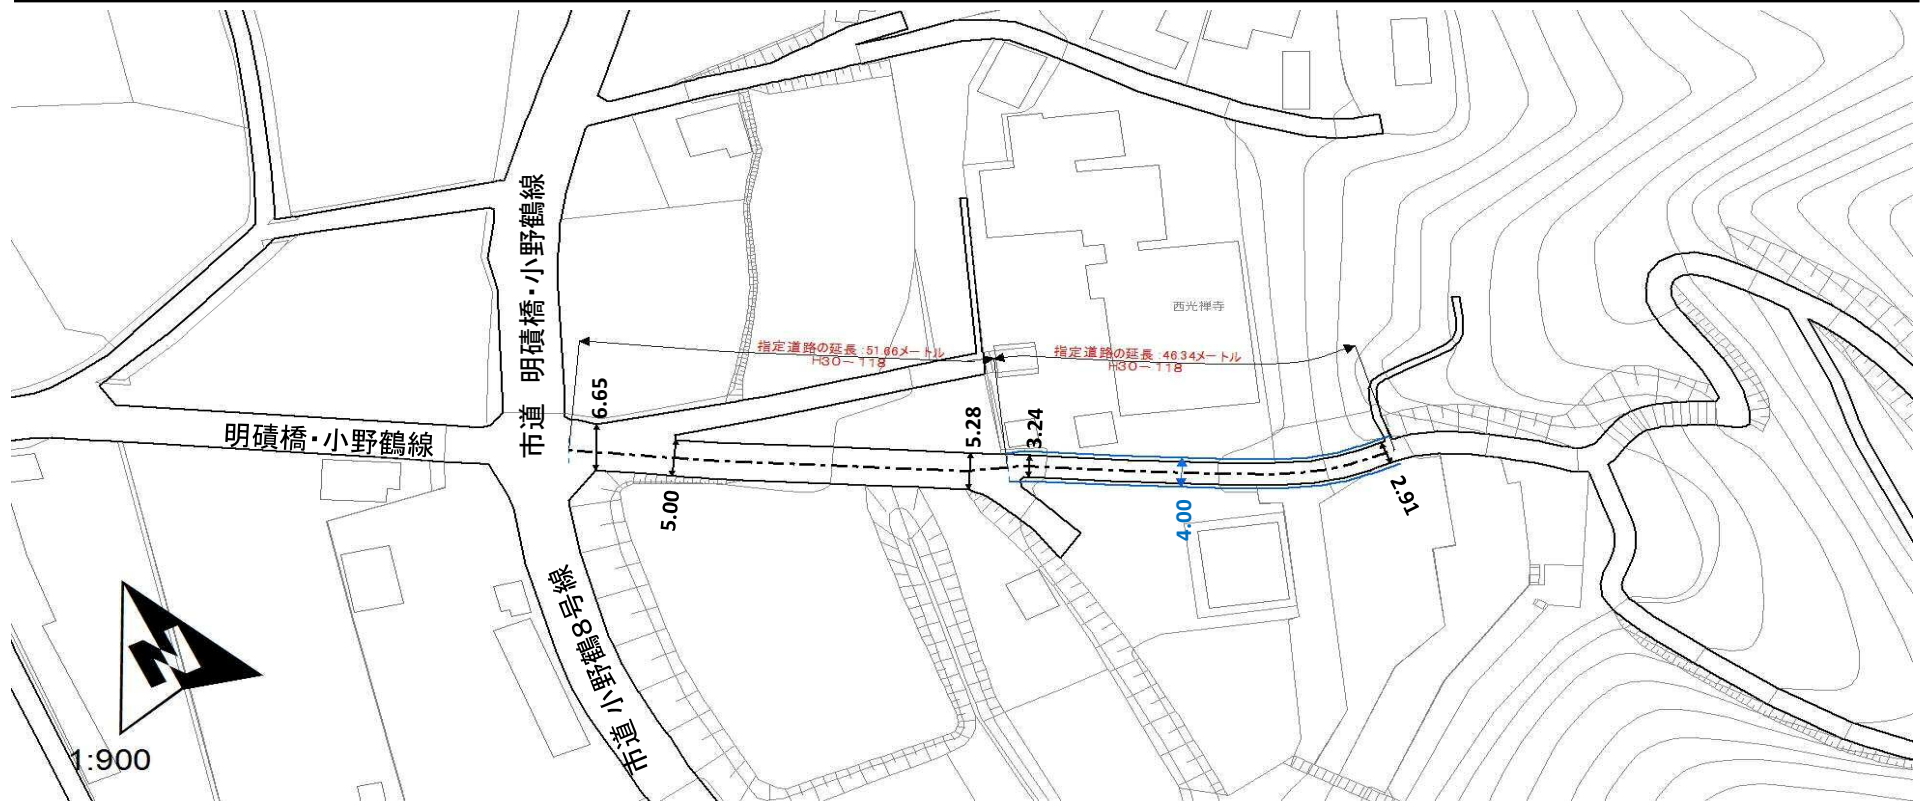 市道　明磧橋・小野鶴線
明磧橋・小野鶴線
市道 小野鶴8号線
指定道路の延長：51.66メートル
H30－118
指定道路の延長：46.34メートル
H30－118
西光禅寺
6.65
5.00
5.28
3.24
4.00
2.91
N
1:900